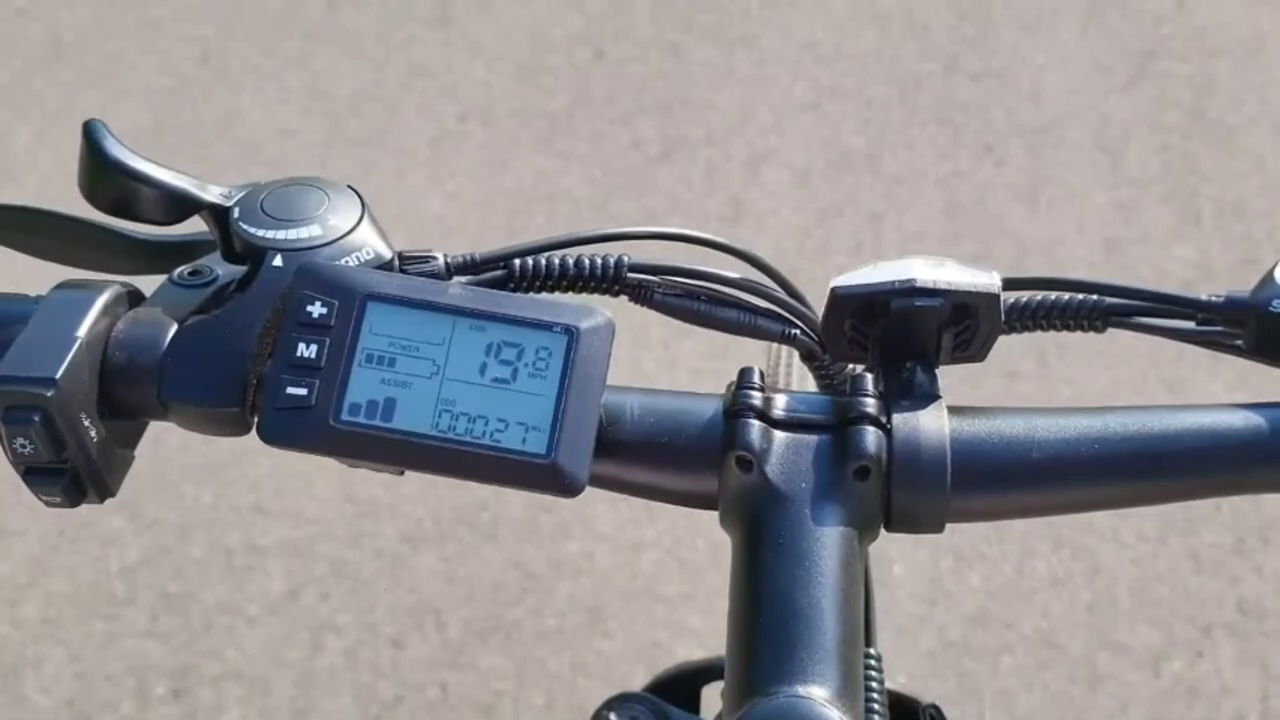 +
M
−
POWER
ASSIST
19.8
MPH
ODO
00027